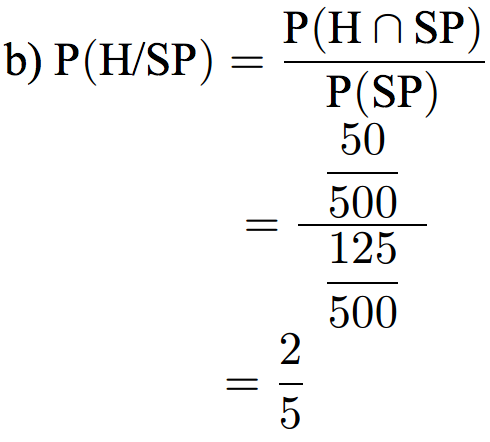 b) P(H/SP) = P(H ∩ SP) / P(SP)
= (50/500) / (125/500)
= 2/5